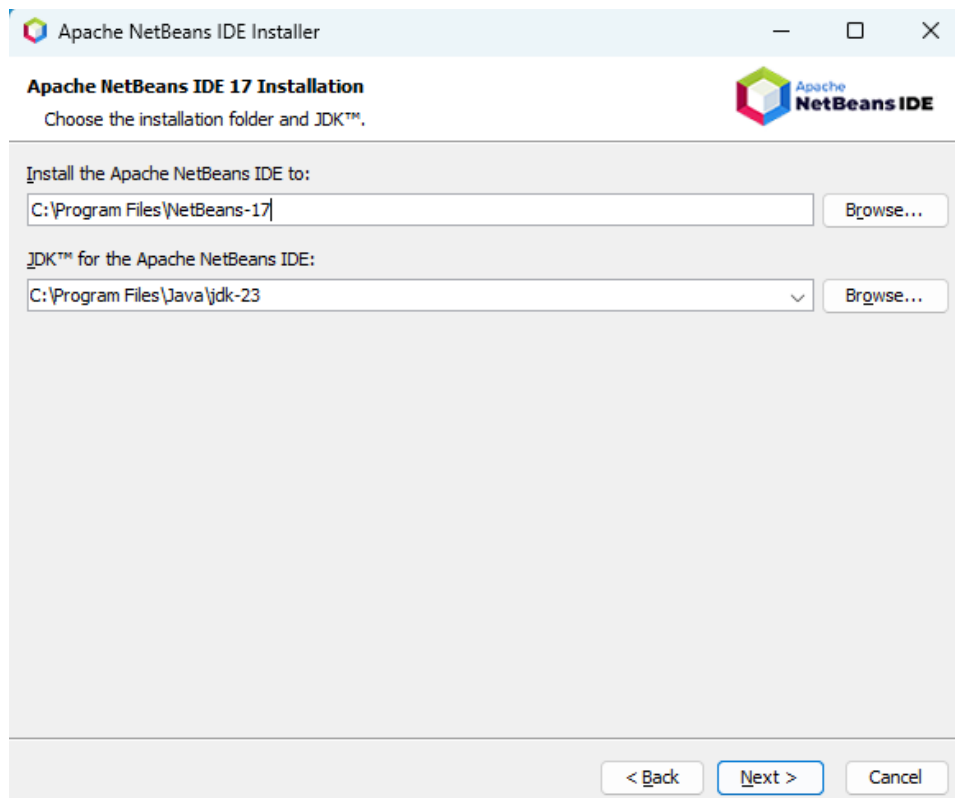 Apache NetBeans IDE Installer
Apache NetBeans IDE 17 Installation
Choose the installation folder and JDK™.
Apache
NetBeans IDE
Install the Apache NetBeans IDE to:
C:\Program Files\NetBeans-17
Browse...
JDK™ for the Apache NetBeans IDE:
C:\Program Files\Java\jdk-23
Browse...
< Back
Next >
Cancel